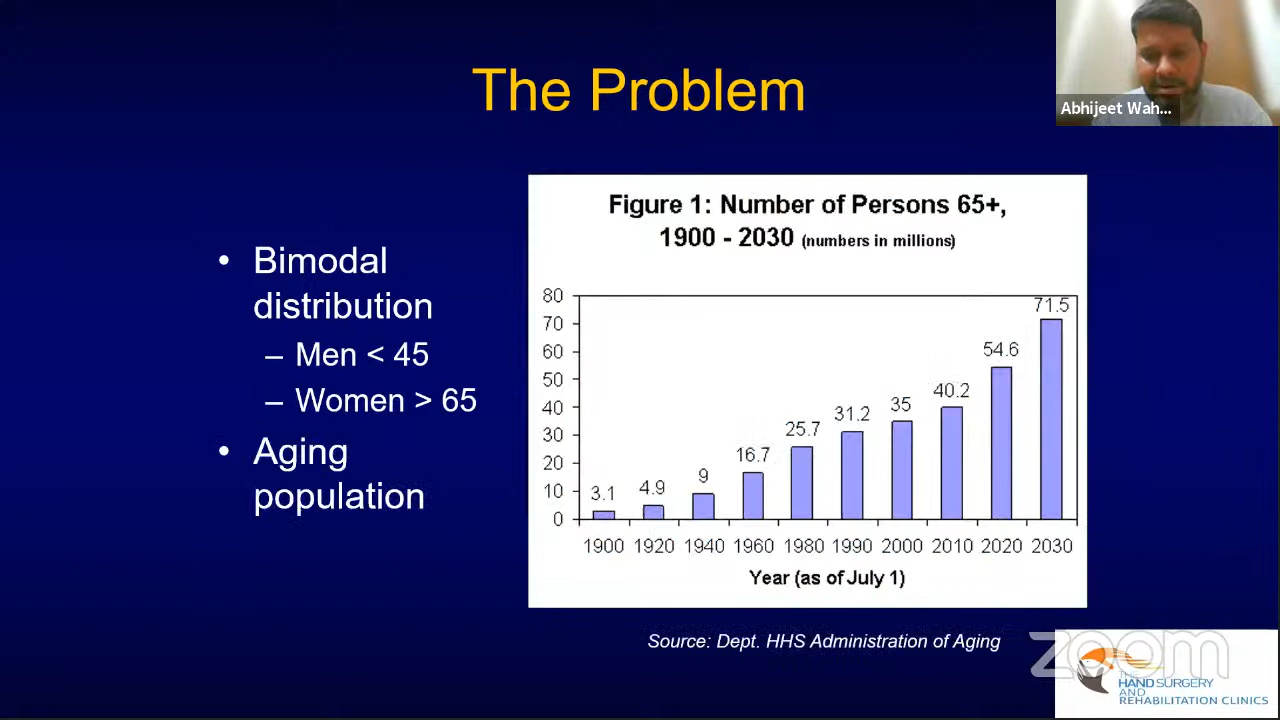 The Problem
Abhijeet Wah...
• Bimodal
distribution
– Men < 45
– Women > 65
• Aging
population
Figure 1: Number of Persons 65+,
1900 - 2030 (numbers in millions)
80
70
60
50
40
30
20
10
0
3.1
4.9
9
16.7
25.7
31.2
35
40.2
54.6
71.5
1900 1920 1940 1960 1980 1990 2000 2010 2020 2030
Year (as of July 1)
Source: Dept. HHS Administration of Aging
zoom
THE
HAND SURGERY
AND
REHABILITATION CLINICS